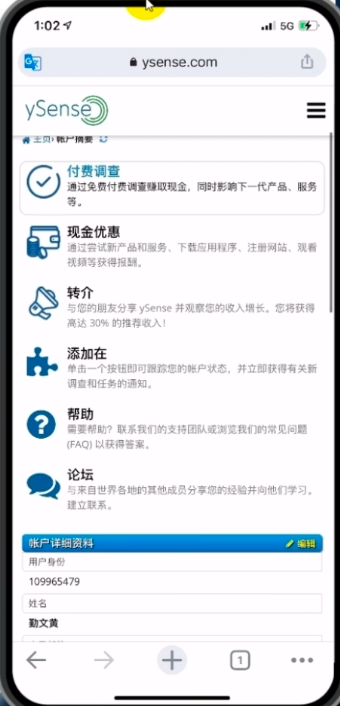 1:02
5G
ysense.com
ySense
主页›帐户摘要
付费调查
通过免费付费调查赚取现金，同时影响下一代产品、服务
等。
现金优惠
通过尝试新产品和服务、下载应用程序、注册网站、观看
视频等获得报酬。
转介
与您的朋友分享 ySense 并观察您的收入增长。您将获得
高达 30% 的推荐收入！
添加在
单击一个按钮即可跟踪您的帐户状态，并立即获得有关新
调查和任务的通知。
帮助
需要帮助？联系我们的支持团队或浏览我们的常见问题
(FAQ) 以获得答案。
论坛
与来自世界各地的其他成员分享您的经验并向他们学习。
建立联系。
帐户详细资料
编辑
用户身份
109965479
姓名
勤文黄
1